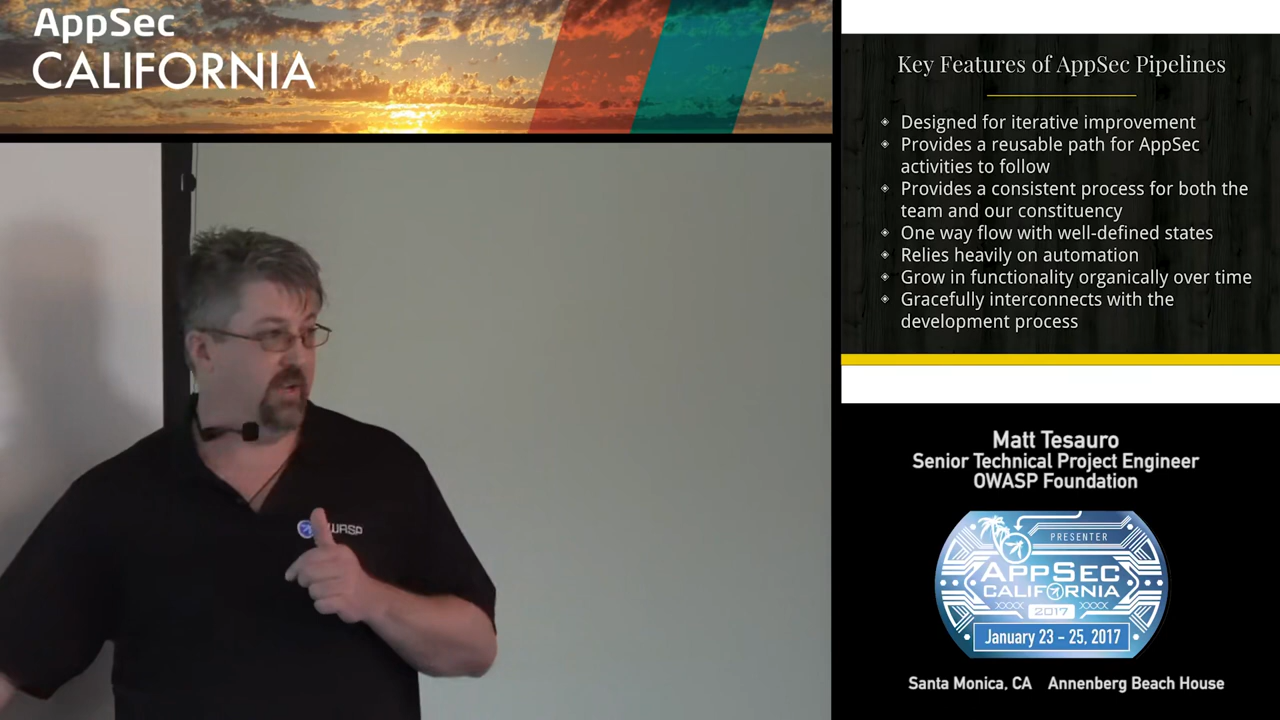 AppSec
CALIFORNIA
Key Features of AppSec Pipelines
Designed for iterative improvement
Provides a reusable path for AppSec
activities to follow
Provides a consistent process for both the
team and our constituency
One way flow with well-defined states
Relies heavily on automation
Grow in functionality organically over time
Gracefully interconnects with the
development process
OWASP
Matt Tesauro
Senior Technical Project Engineer
OWASP Foundation
PRESENTER
APPSEC
CALIFORNIA
XXXX 2017 XXXX
January 23 - 25, 2017
Santa Monica, CA Annenberg Beach House